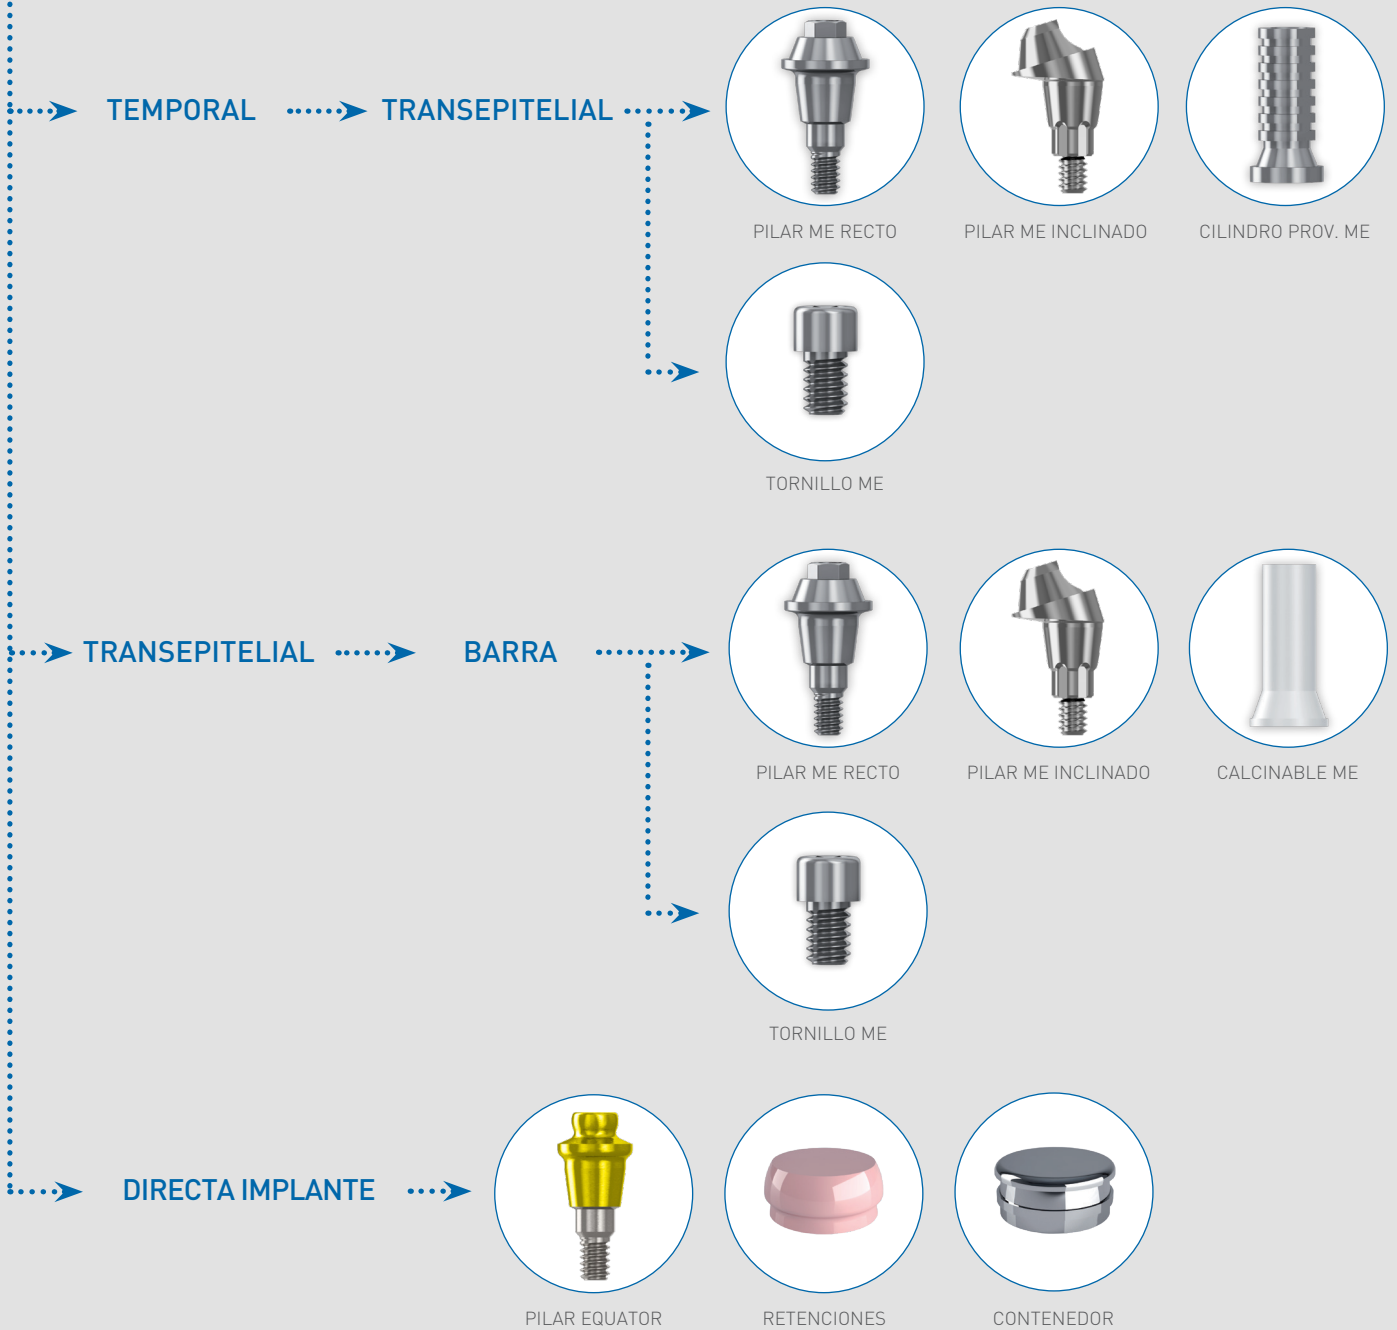 TEMPORAL
TRANSEPITELIAL
PILAR ME RECTO
PILAR ME INCLINADO
CILINDRO PROV. ME
TORNILLO ME
TRANSEPITELIAL
BARRA
PILAR ME RECTO
PILAR ME INCLINADO
CALCINABLE ME
TORNILLO ME
DIRECTA IMPLANTE
PILAR EQUATOR
RETENCIONES
CONTENEDOR